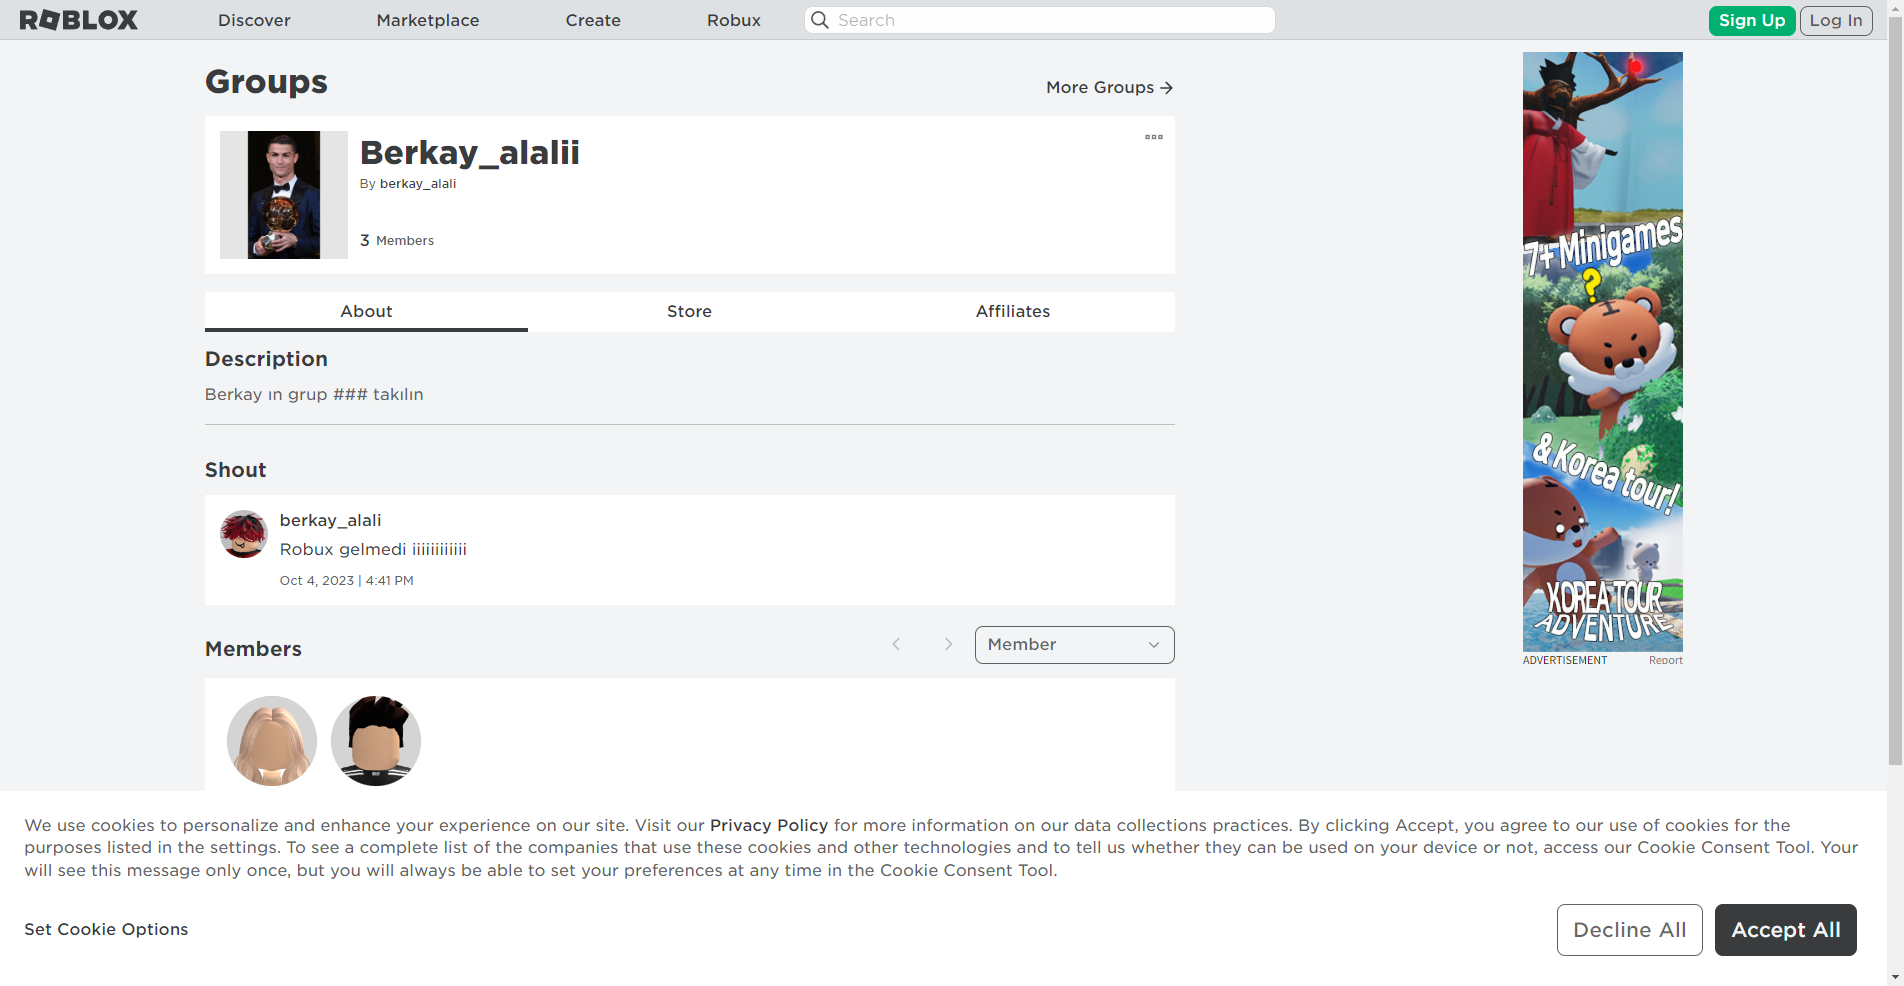 ROBLOX
Discover
Marketplace
Create
Robux
Search
Sign Up
Log In
Groups
More Groups
Berkay_alalii
By berkay_alali
3 Members
About
Store
Affiliates
Description
Berkay ın grup ### takılın
Shout
berkay_alali
Robux gelmedi iiiiiiiiiiii
Oct 4, 2023 | 4:41 PM
Members
Member
7+ Minigames
?
& Korea tour!
KOREA TOUR
ADVENTURE
ADVERTISEMENT
Report
We use cookies to personalize and enhance your experience on our site. Visit our Privacy Policy for more information on our data collections practices. By clicking Accept, you agree to our use of cookies for the
purposes listed in the settings. To see a complete list of the companies that use these cookies and other technologies and to tell us whether they can be used on your device or not, access our Cookie Consent Tool. Your
will see this message only once, but you will always be able to set your preferences at any time in the Cookie Consent Tool.
Set Cookie Options
Decline All
Accept All